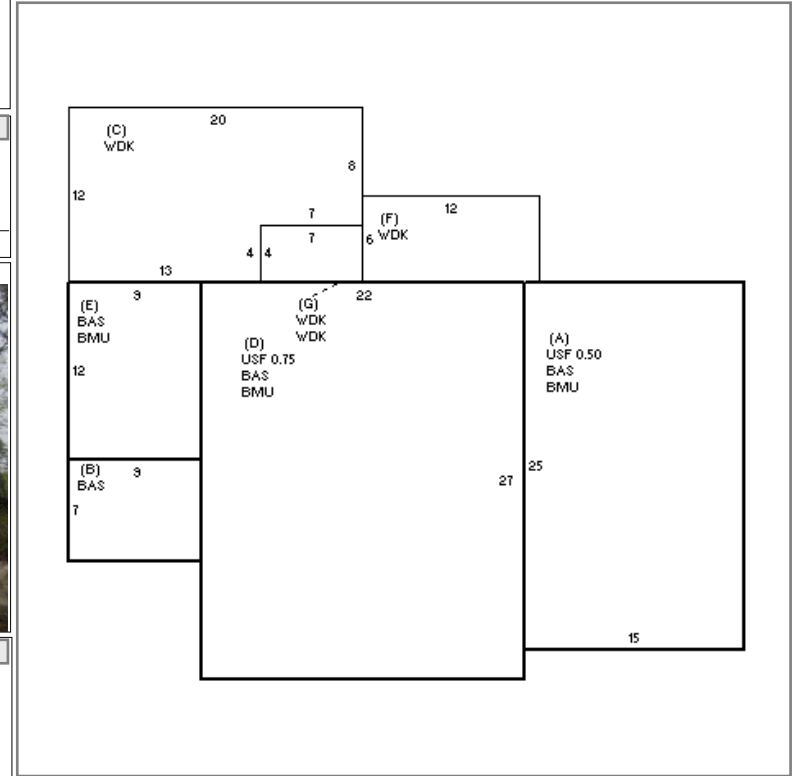 20
(C)
WDK
8
12
7
12
(F)
WDK
7
6
4
4
13
9
22
(E)
BAS
BMU
(G)
WDK
WDK
(D)
USF 0.75
BAS
BMU
(A)
USF 0.50
BAS
BMU
12
(B)
BAS
9
25
27
7
15